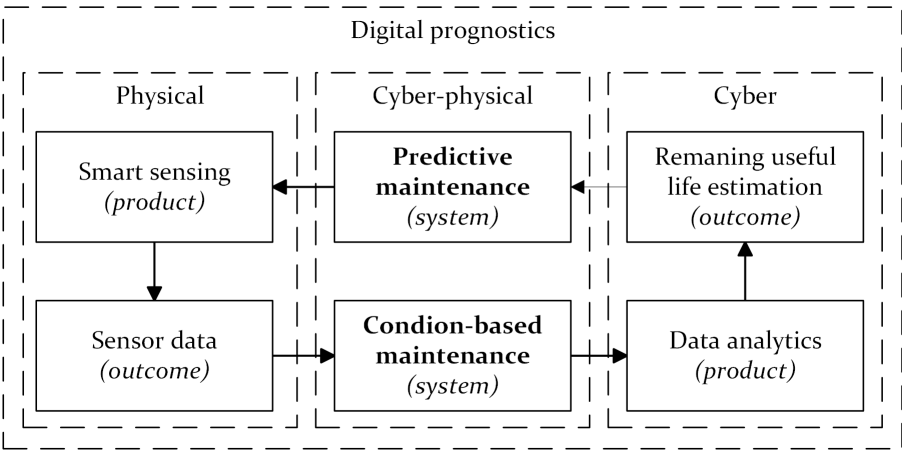 Digital prognostics
Physical
Cyber-physical
Cyber
Smart sensing
(product)
Predictive
maintenance
(system)
Remaning useful
life estimation
(outcome)
Sensor data
(outcome)
Condion-based
maintenance
(system)
Data analytics
(product)